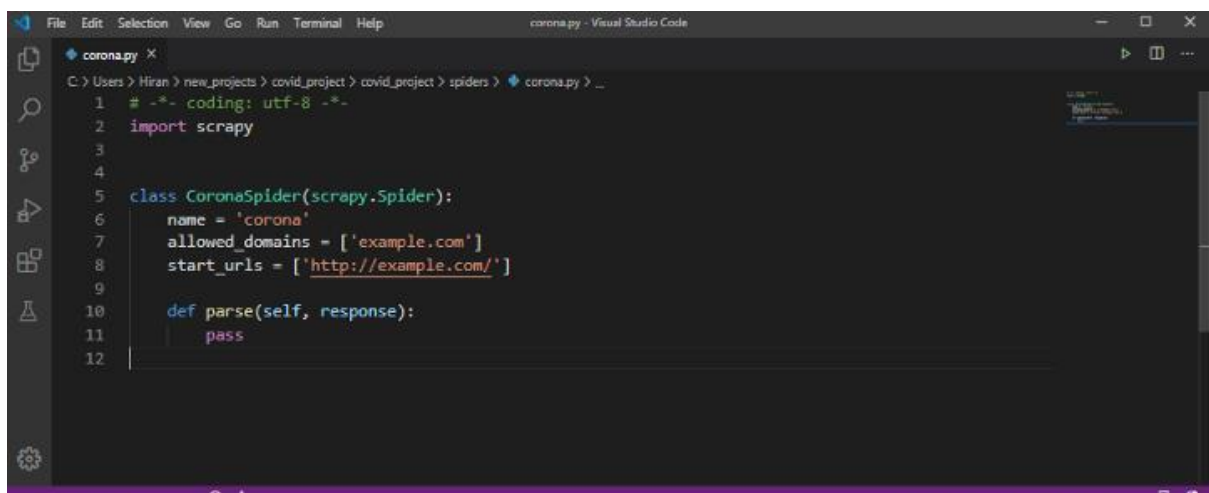 File Edit Selection View Go Run Terminal Help corona.py - Visual Studio Code
corona.py
C: > Users > Hiran > new_projects > covid_project > covid_project > spiders > corona.py > ...
1 # -*- coding: utf-8 -*-
2 import scrapy
3
4
5 class CoronaSpider(scrapy.Spider):
6     name = 'corona'
7     allowed_domains = ['example.com']
8     start_urls = ['http://example.com/']
9
10     def parse(self, response):
11         pass
12